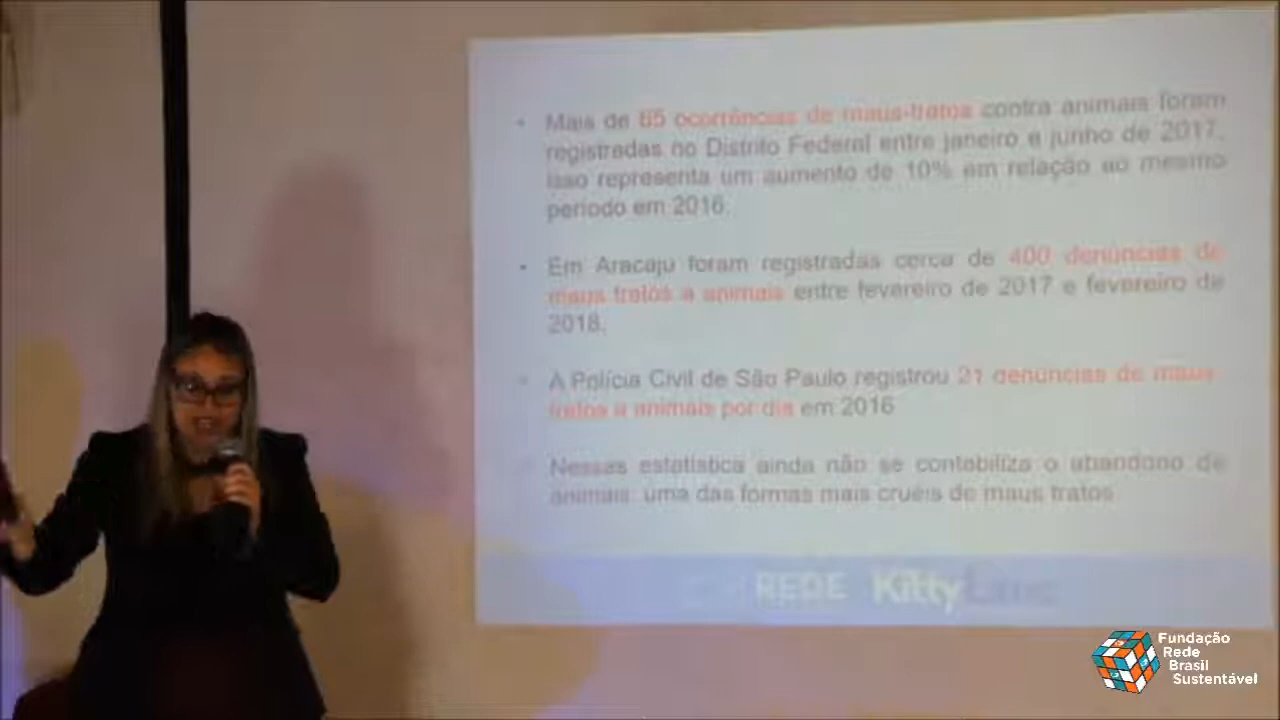 • Mais de 65 ocorrências de maus-tratos contra animais foram
registradas no Distrito Federal entre janeiro e junho de 2017,
isso representa um aumento de 10% em relação ao mesmo
período em 2016.
• Em Aracaju foram registradas cerca de 400 denúncias de
maus tratos a animais entre fevereiro de 2017 e fevereiro de
2018.
• A Polícia Civil de São Paulo registrou 21 denúncias de maus
tratos a animais por dia em 2016
Nessas estatística ainda não se contabiliza o abandono de
animais: uma das formas mais cruéis de maus tratos
REDE Kitty Lima
Fundação
Rede
Brasil
Sustentável